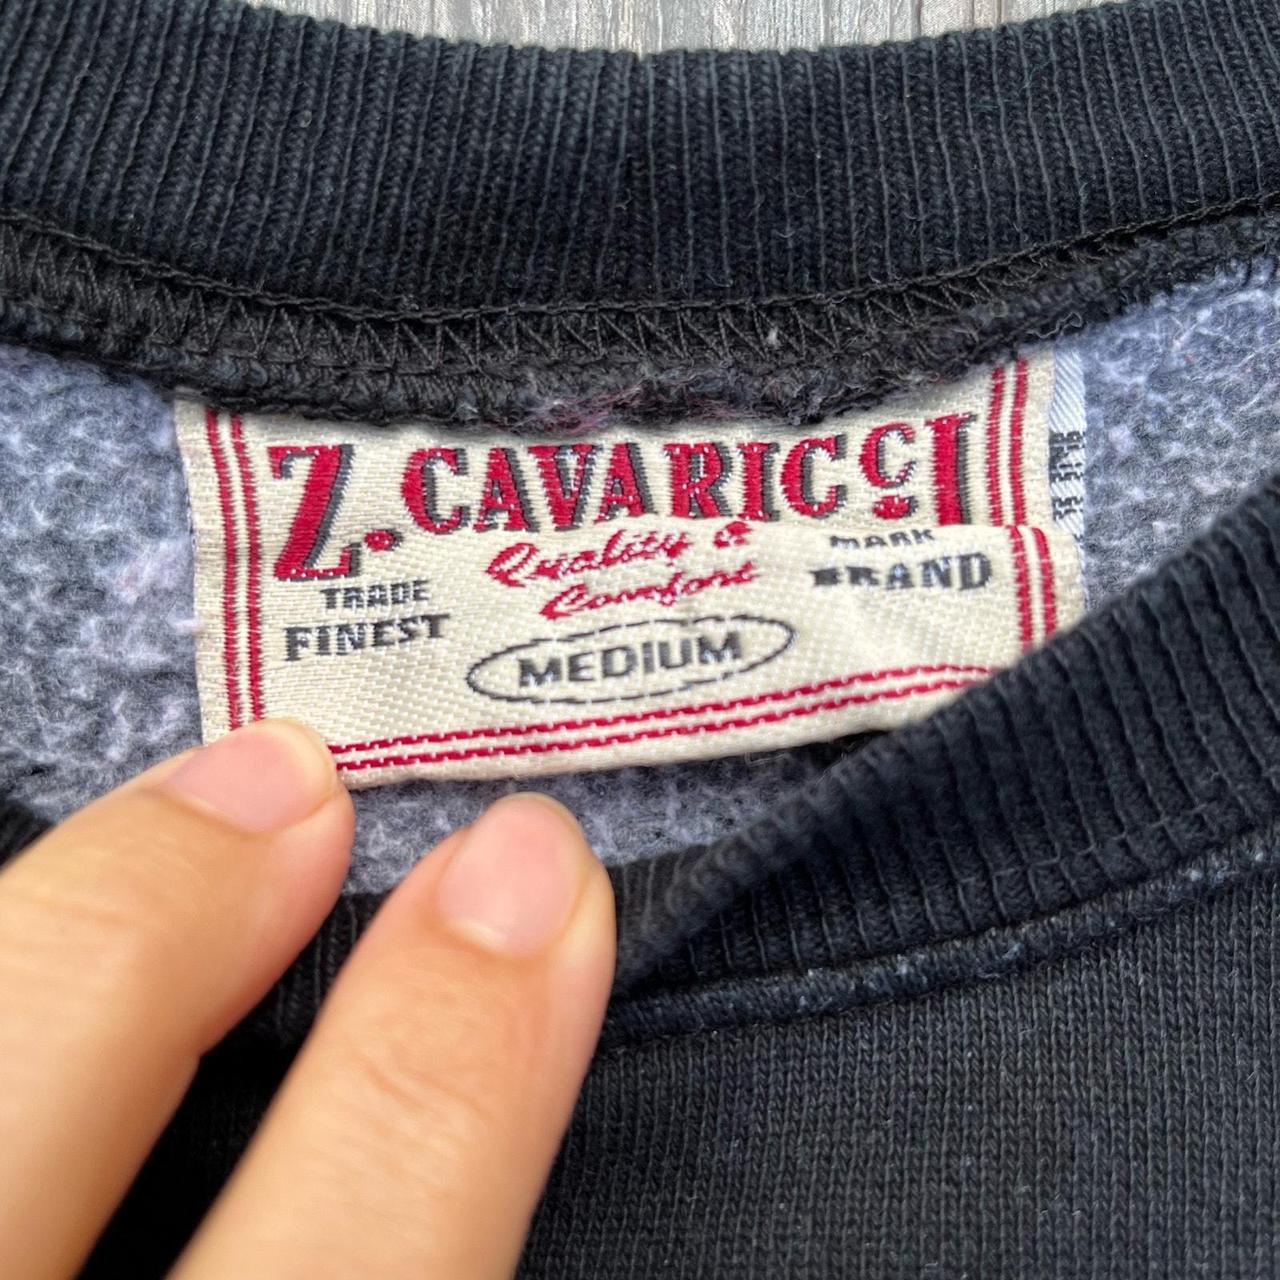 Z. CAVARICCI
Quality &
Comfort
TRADE
FINEST
MARK
BRAND
MEDIUM